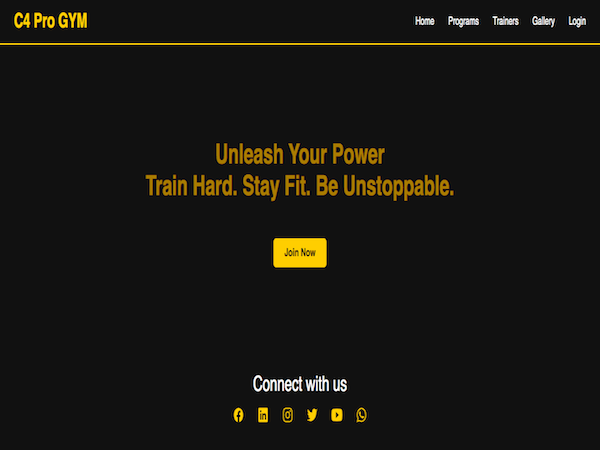 C4 Pro GYM
Home Programs Trainers Gallery Login
Unleash Your Power
Train Hard. Stay Fit. Be Unstoppable.
Join Now
Connect with us